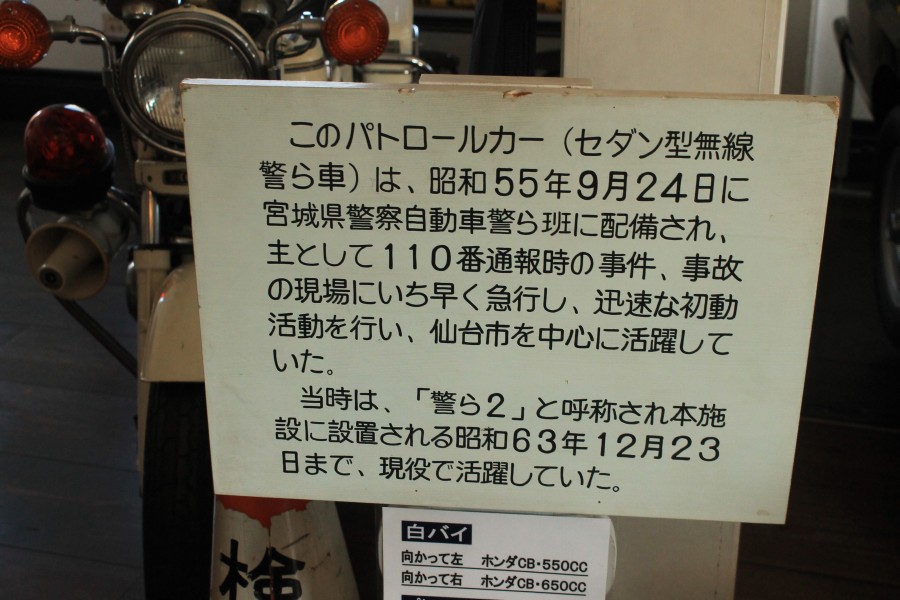 このパトロールカー（セダン型無線
警ら車）は、昭和55年9月24日に
宮城県警察自動車警ら班に配備され、
主として110番通報時の事件、事故
の現場にいち早く急行し、迅速な初動
活動を行い、仙台市を中心に活躍して
いた。
当時は、「警ら2」と呼称され本施
設に設置される昭和63年12月23
日まで、現役で活躍していた。
白バイ
向かって左 ホンダCB・550CC
向かって右 ホンダCB・650CC
検